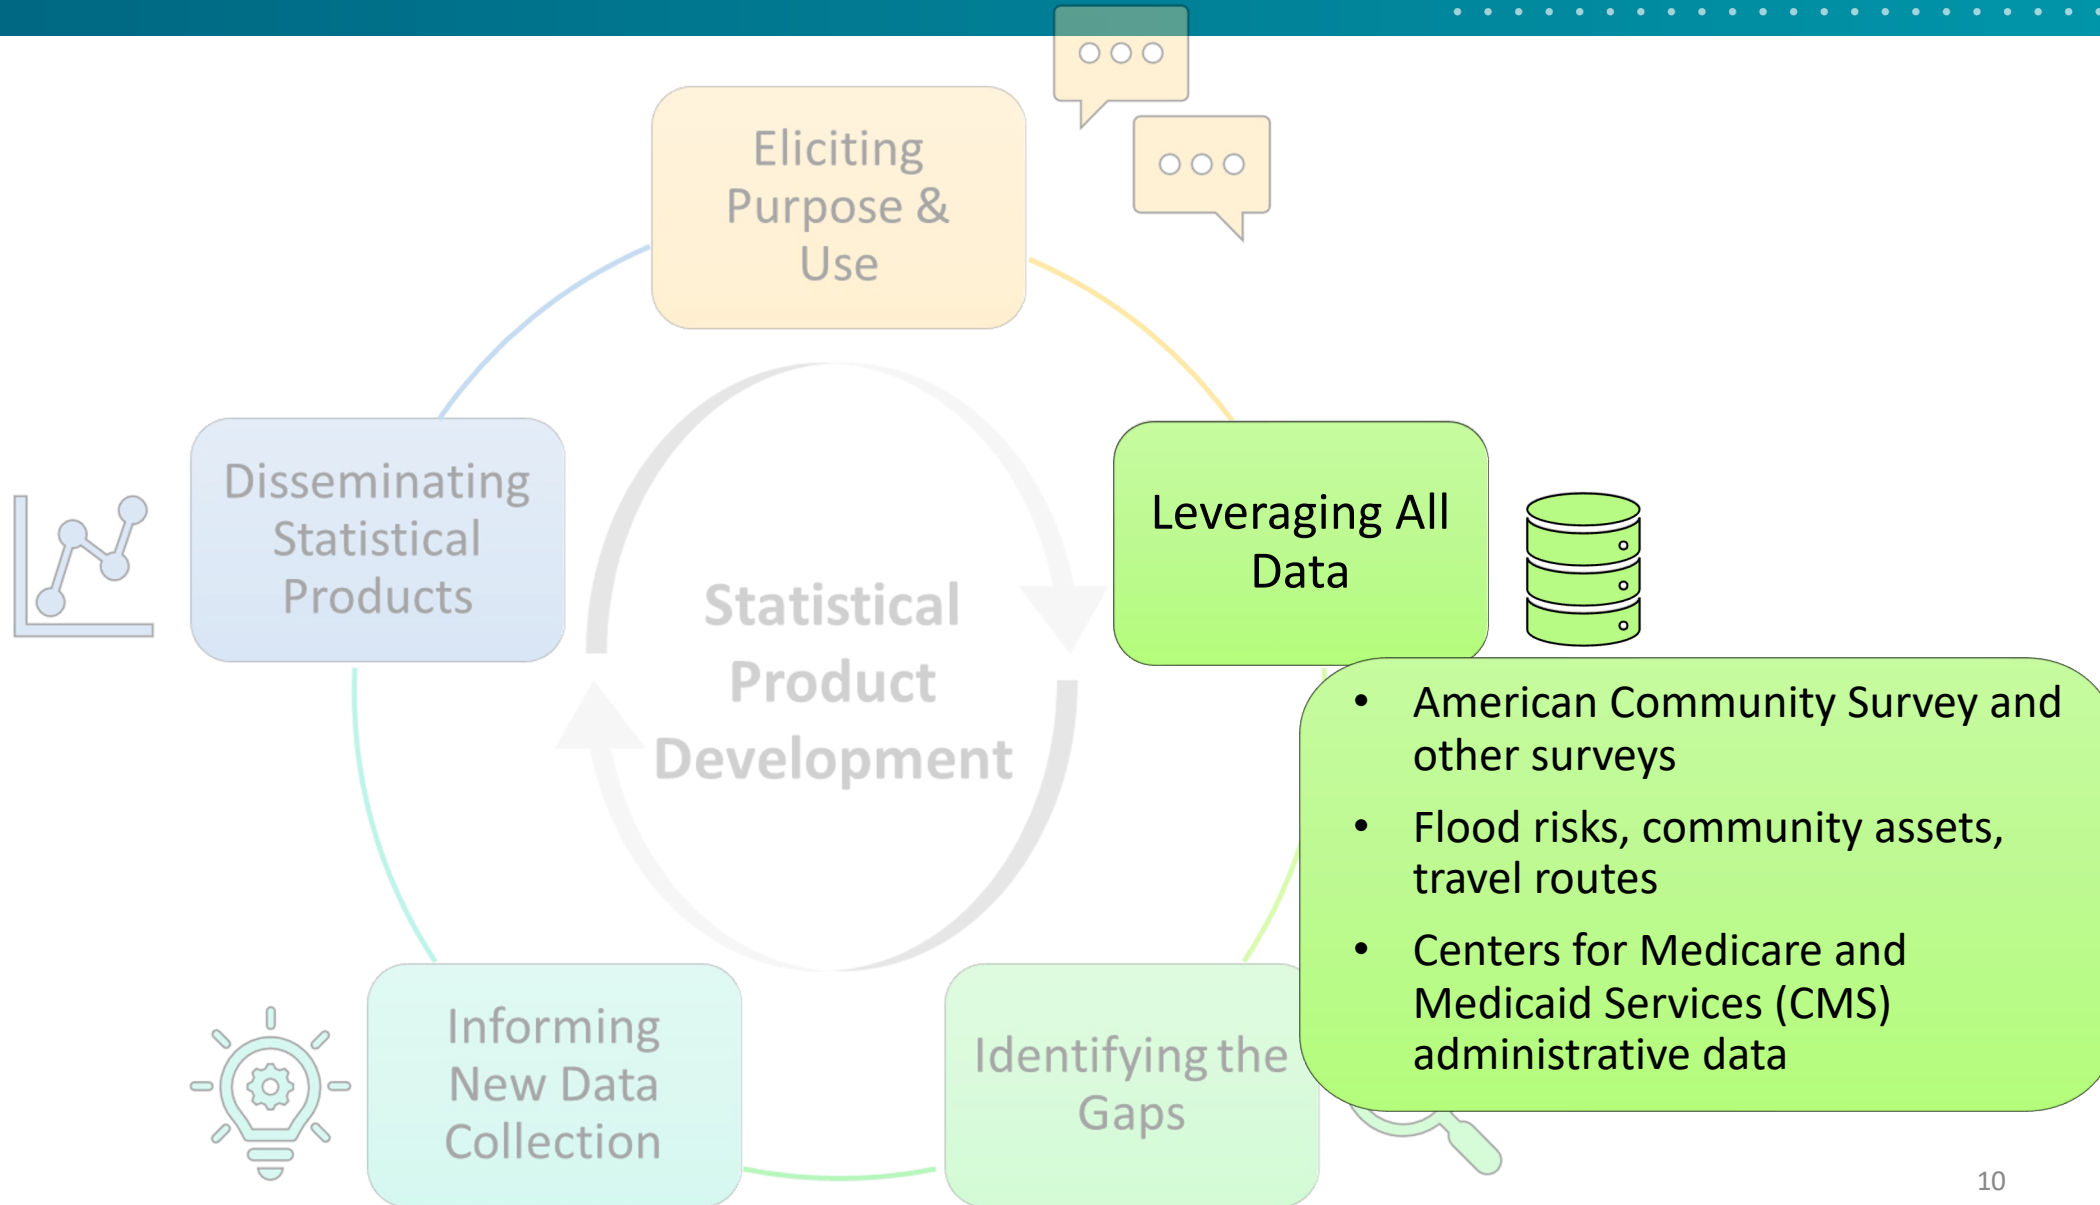 Eliciting
Purpose &
Use
Leveraging All
Data
• American Community Survey and
other surveys
• Flood risks, community assets,
travel routes
• Centers for Medicare and
Medicaid Services (CMS)
administrative data
Identifying the
Gaps
Informing
New Data
Collection
Disseminating
Statistical
Products
Statistical
Product
Development
10